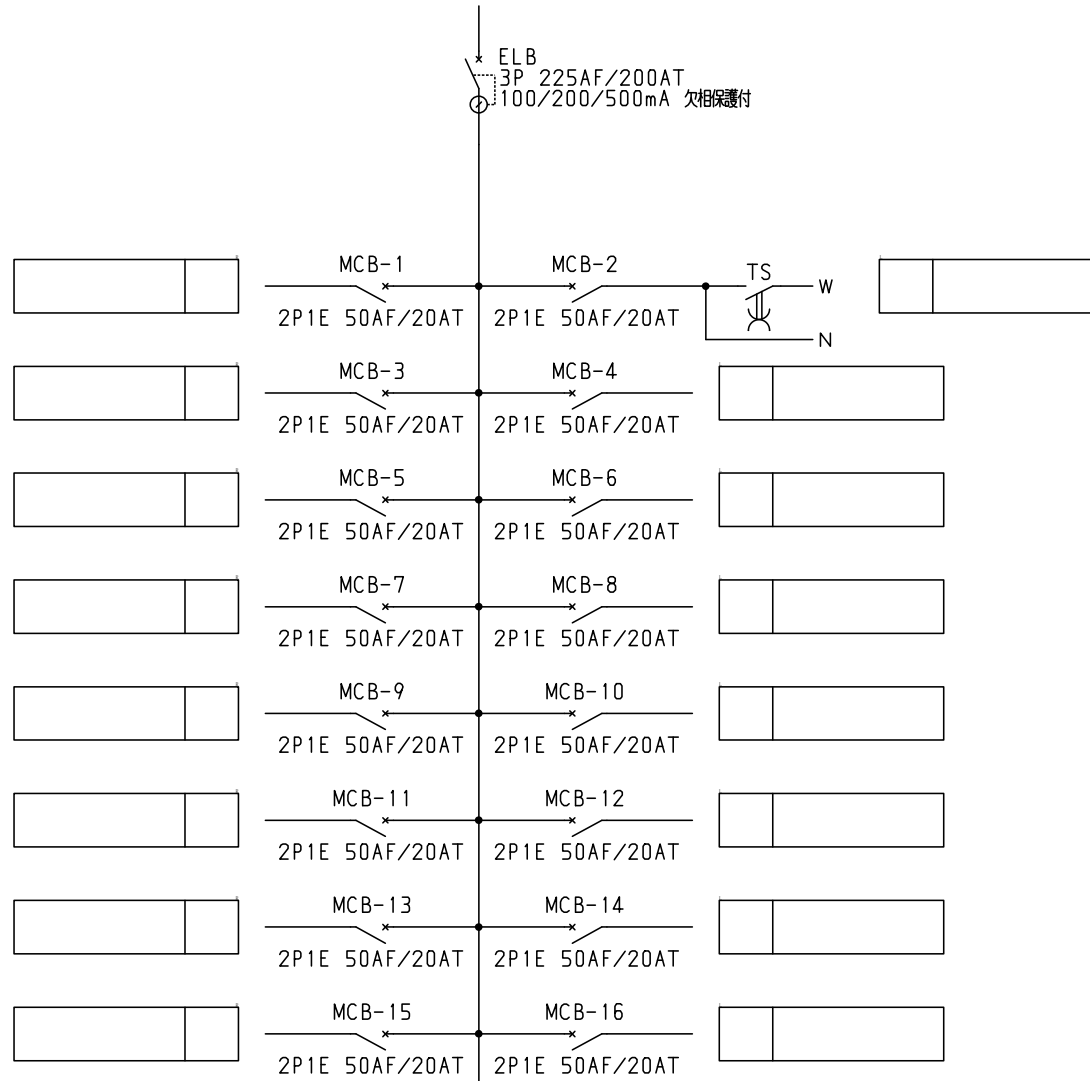 ELB
3P 225AF/200AT
100/200/500mA 欠相保護付
MCB-1 MCB-2 TS
W
2P1E 50AF/20AT 2P1E 50AF/20AT
N
MCB-3 MCB-4
2P1E 50AF/20AT 2P1E 50AF/20AT
MCB-5 MCB-6
2P1E 50AF/20AT 2P1E 50AF/20AT
MCB-7 MCB-8
2P1E 50AF/20AT 2P1E 50AF/20AT
MCB-9 MCB-10
2P1E 50AF/20AT 2P1E 50AF/20AT
MCB-11 MCB-12
2P1E 50AF/20AT 2P1E 50AF/20AT
MCB-13 MCB-14
2P1E 50AF/20AT 2P1E 50AF/20AT
MCB-15 MCB-16
2P1E 50AF/20AT 2P1E 50AF/20AT